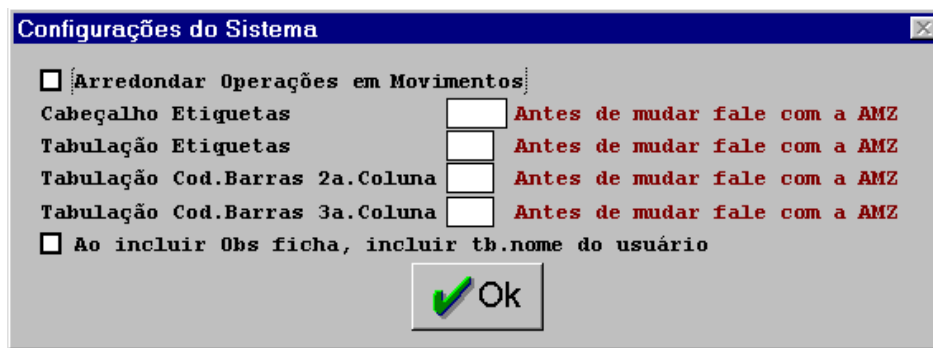 Configurações do Sistema
Arredondar Operações em Movimentos
Cabeçalho Etiquetas Antes de mudar fale com a AMZ
Tabulação Etiquetas Antes de mudar fale com a AMZ
Tabulação Cod.Barras 2a.Coluna Antes de mudar fale com a AMZ
Tabulação Cod.Barras 3a.Coluna Antes de mudar fale com a AMZ
Ao incluir Obs ficha, incluir tb.nome do usuário
Ok